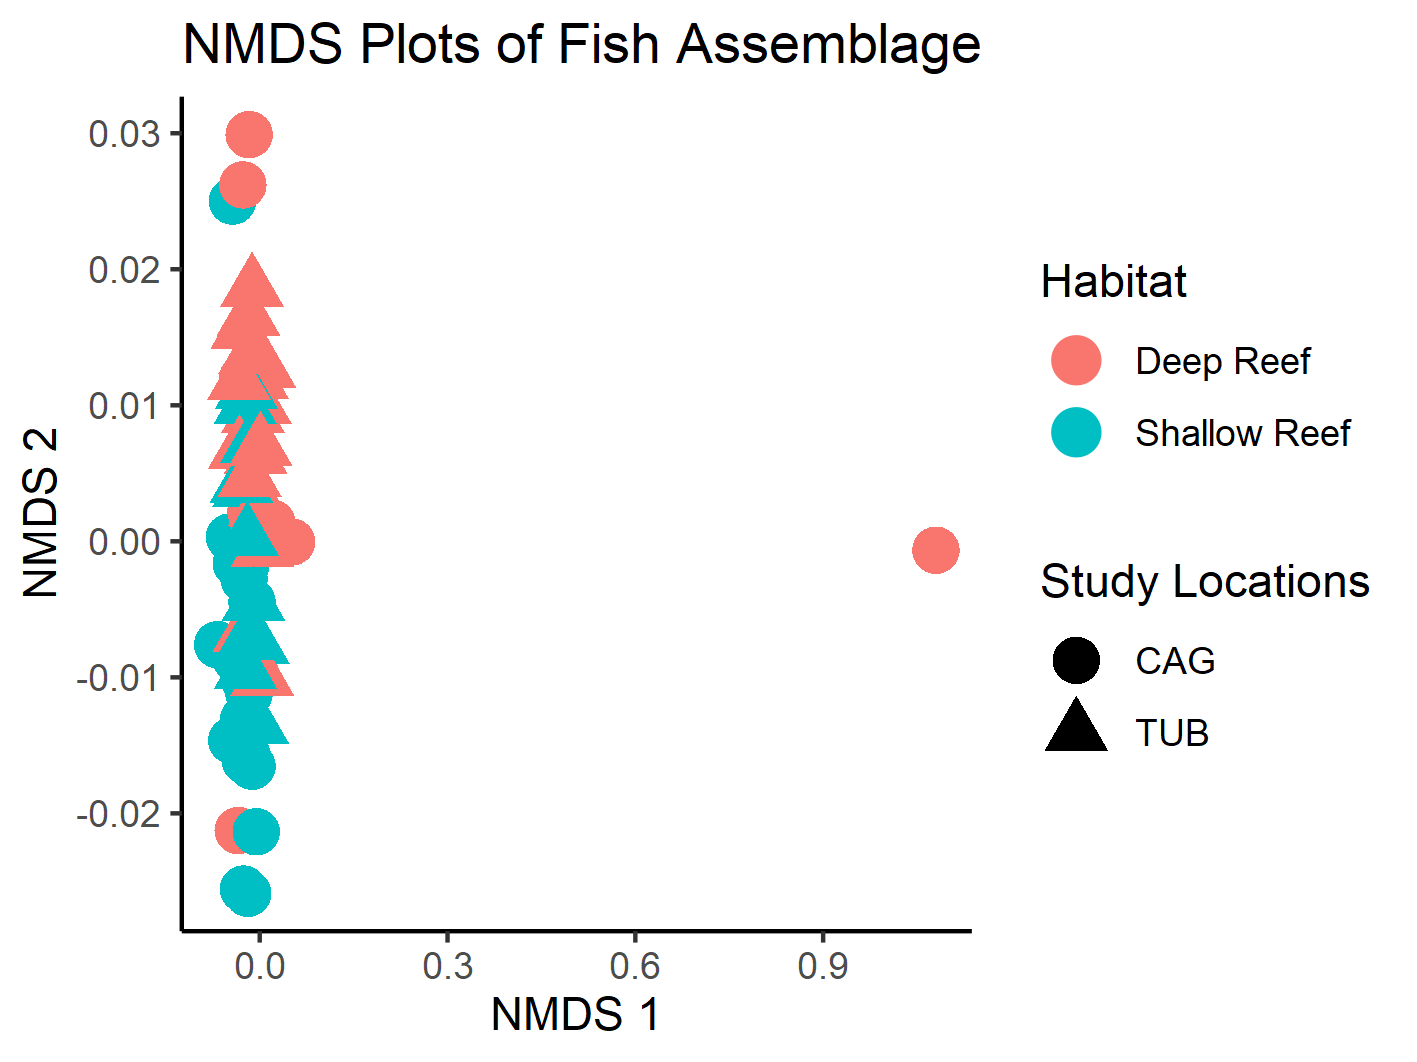 NMDS Plots of Fish Assemblage
0.03
0.02
0.01
0.00
-0.01
-0.02
NMDS 2
0.0 0.3 0.6 0.9
NMDS 1
Habitat
Deep Reef
Shallow Reef
Study Locations
CAG
TUB